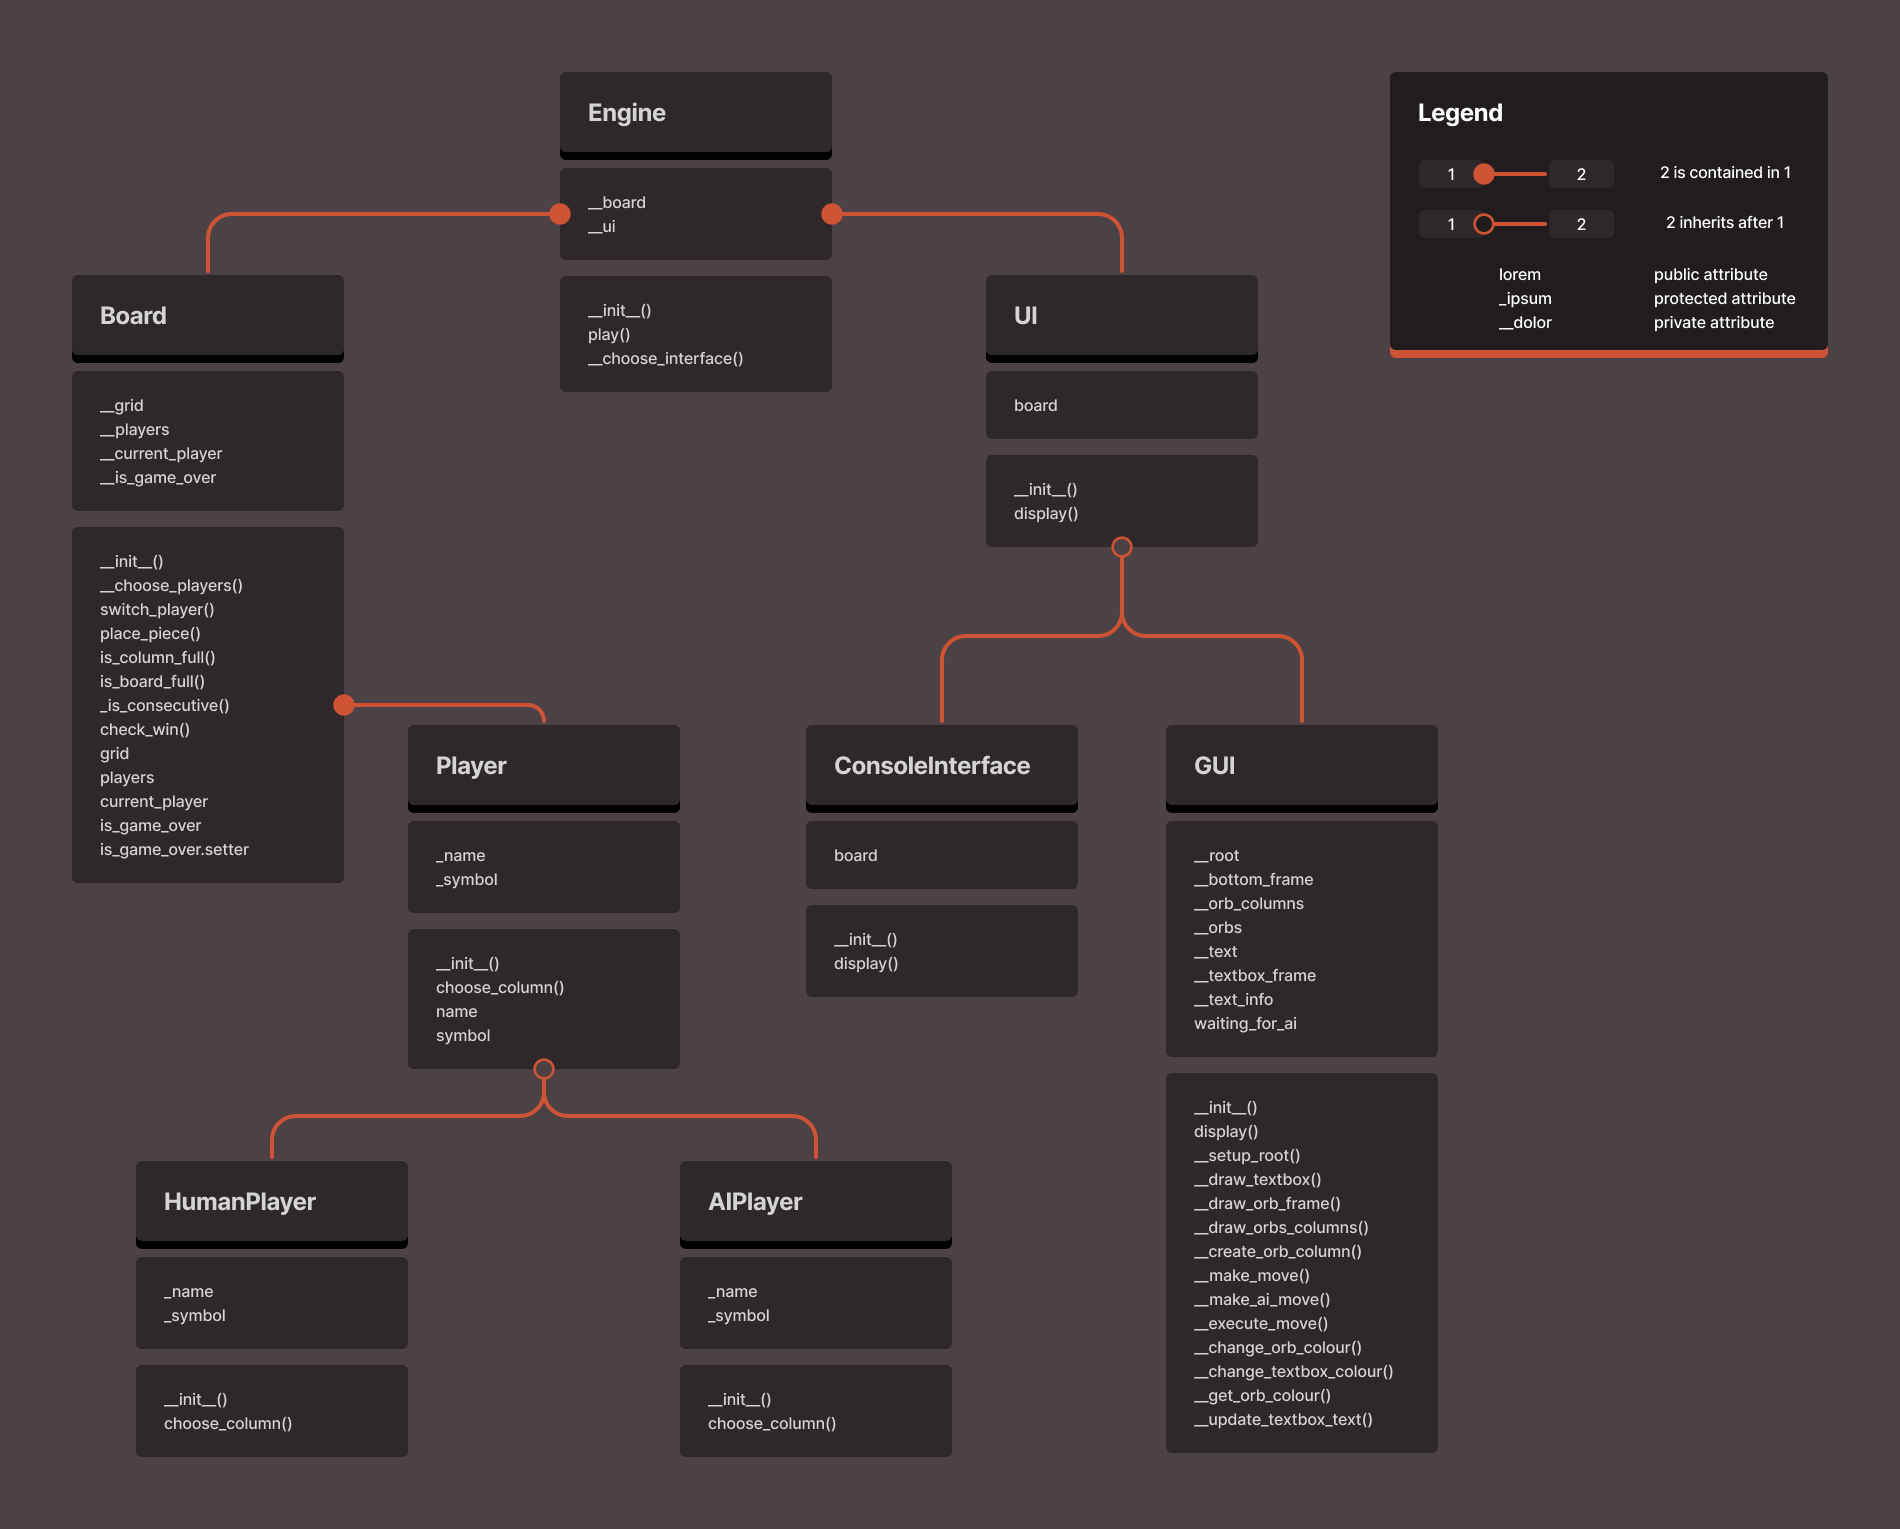 Engine
__board
__ui
__init__()
play()
__choose_interface()
Legend
1 2 2 is contained in 1
1 2 2 inherits after 1
lorem public attribute
_ipsum protected attribute
__dolor private attribute
Board
__grid
__players
__current_player
__is_game_over
__init__()
__choose_players()
switch_player()
place_piece()
is_column_full()
is_board_full()
_is_consecutive()
check_win()
grid
players
current_player
is_game_over
is_game_over.setter
UI
board
__init__()
display()
Player
_name
_symbol
__init__()
choose_column()
name
symbol
ConsoleInterface
board
__init__()
display()
GUI
__root
__bottom_frame
__orb_columns
__orbs
__text
__textbox_frame
__text_info
waiting_for_ai
__init__()
display()
__setup_root()
__draw_textbox()
__draw_orb_frame()
__draw_orbs_columns()
__create_orb_column()
__make_move()
__make_ai_move()
__execute_move()
__change_orb_colour()
__change_textbox_colour()
__get_orb_colour()
__update_textbox_text()
HumanPlayer
_name
_symbol
__init__()
choose_column()
AIPlayer
_name
_symbol
__init__()
choose_column()